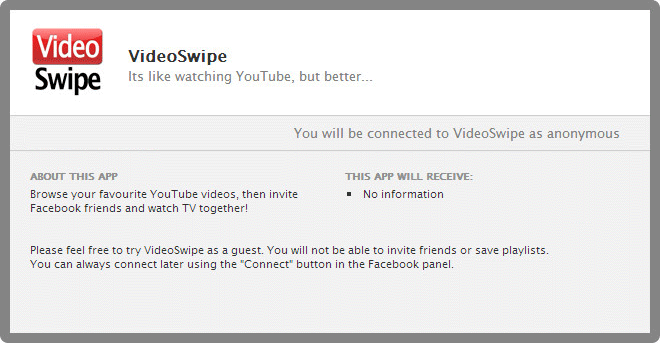 Video
Swipe
VideoSwipe
Its like watching YouTube, but better...
You will be connected to VideoSwipe as anonymous
ABOUT THIS APP
Browse your favourite YouTube videos, then invite
Facebook friends and watch TV together!
THIS APP WILL RECEIVE:
No information
Please feel free to try VideoSwipe as a guest. You will not be able to invite friends or save playlists.
You can always connect later using the "Connect" button in the Facebook panel.